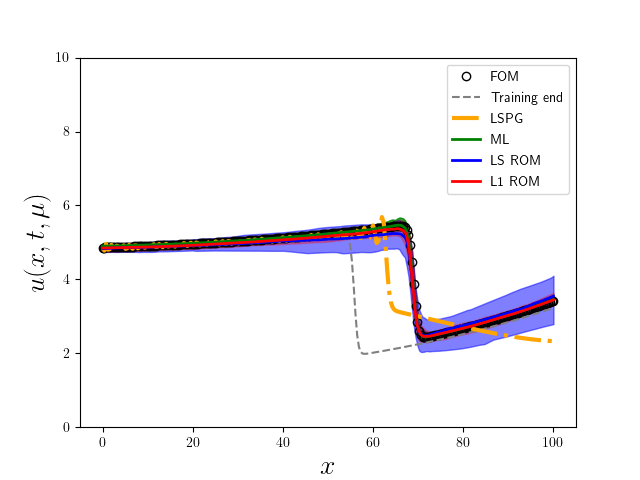 10
8
6
4
2
0
u(x, t, μ)
0
20
40
60
80
100
x
FOM
Training end
LSPG
ML
LS ROM
L1 ROM